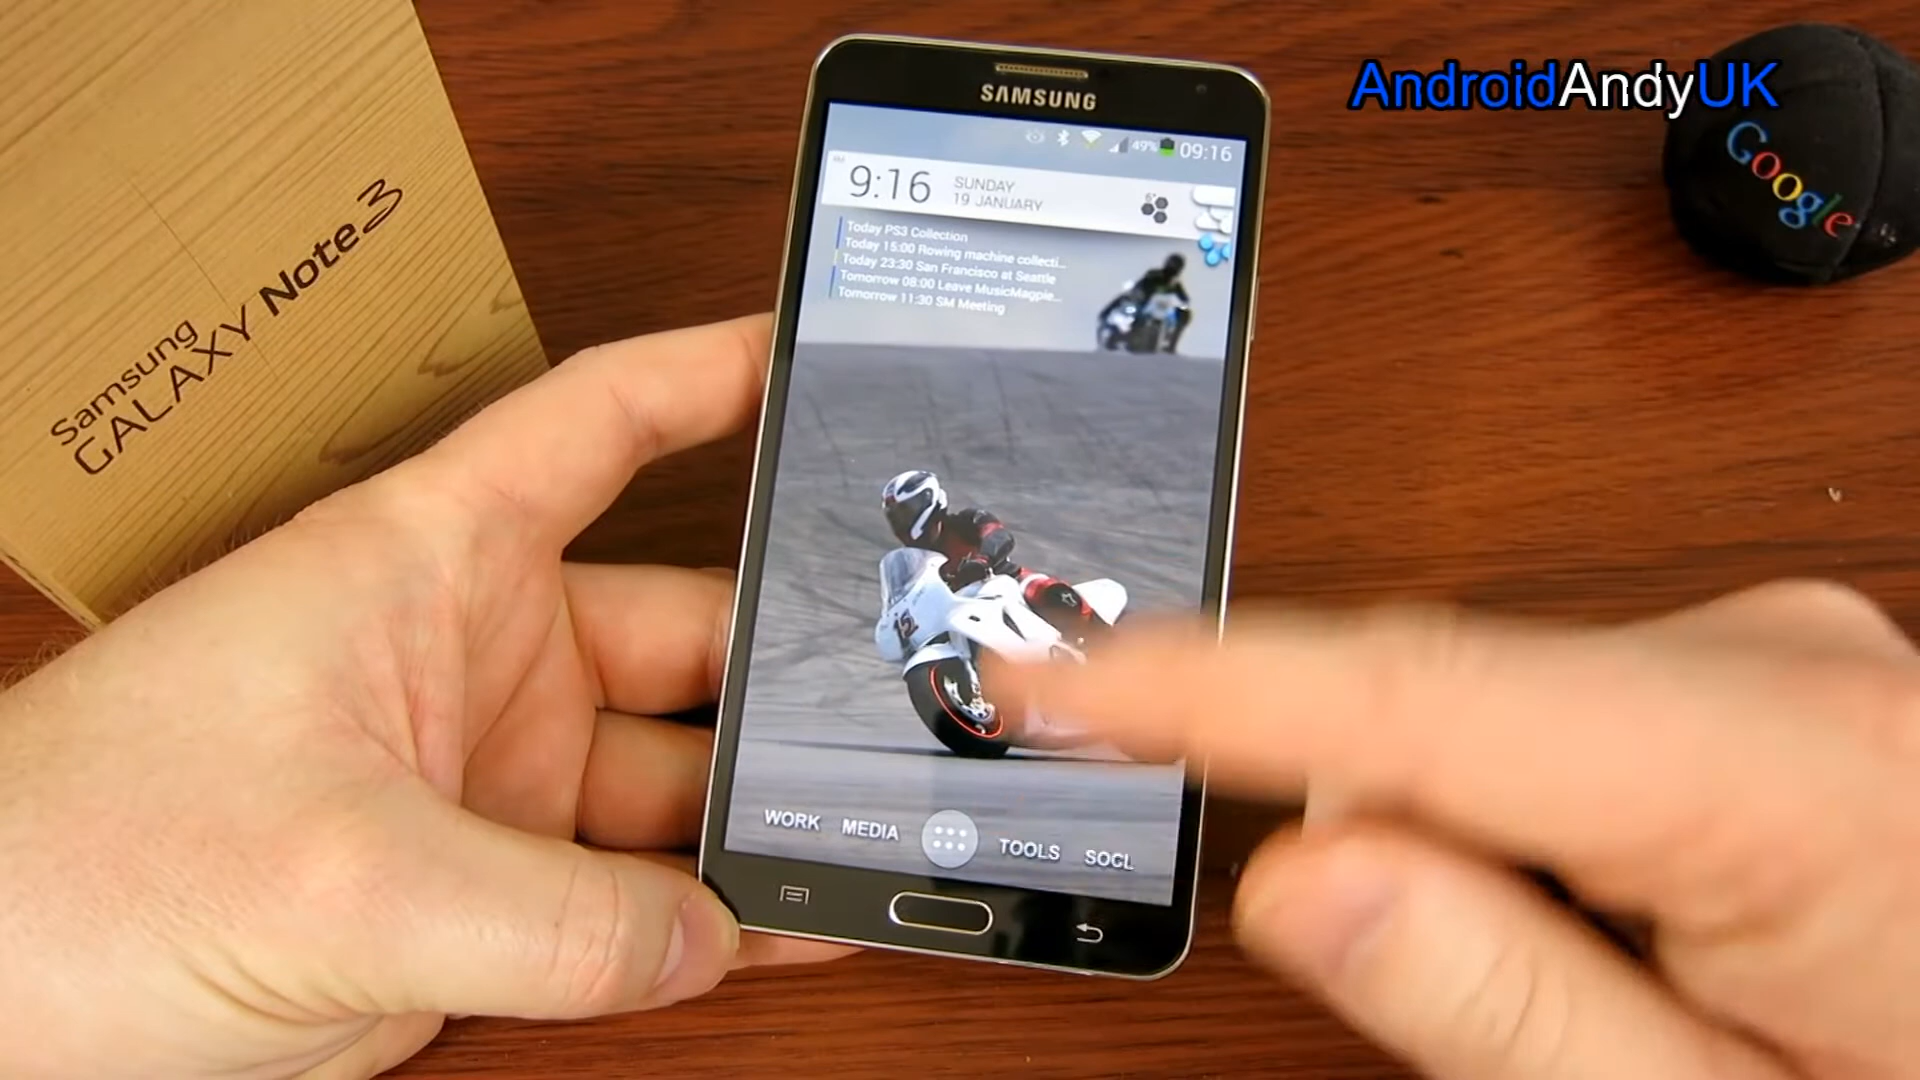 AndroidAndyUK
Google
Samsung
GALAXY Note 3
SAMSUNG
49% 09:16
9:16
SUNDAY
19 JANUARY
Today PS3 Collection
Today 15:00 Rowing machine collecti...
Today 23:30 San Francisco at Seattle
Tomorrow 08:00 Leave MusicMagpie...
Tomorrow 11:30 SM Meeting
12
WORK MEDIA TOOLS SOCL